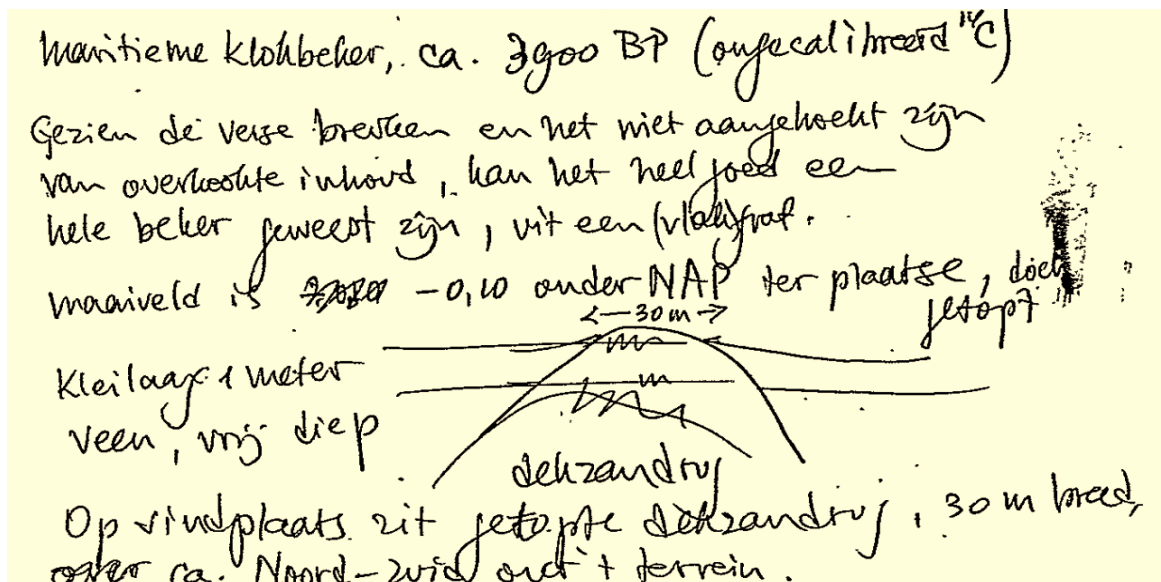 Maritieme Klokbeker, ca. 3900 BP (ongecalibreerd 14C)
Gezien de verse breuken en het niet aangekoekt zijn
van overkookte inhoud, kan het heel goed een
hele beker geweest zijn, uit een (vlak)graf.
maaiveld is -0,10 onder NAP ter plaatse, doch
getopt
<— 30 m —>
Kleilaag 1 meter
veen, vrij diep
dekzandrug
Op vindplaats zit getopte dekzandrug, 30 m breed,
over ca. Noord-zuid ond 't terrein.